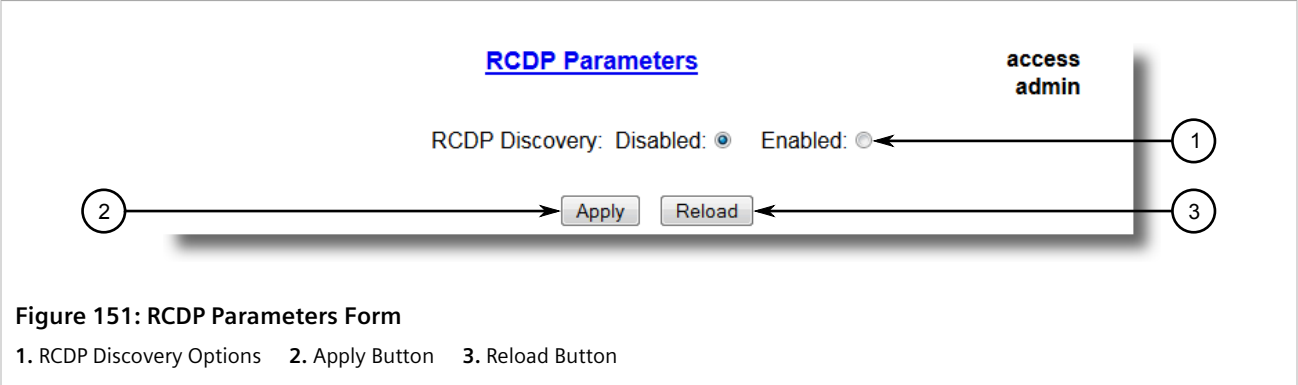 RCDP Parameters
access
admin
RCDP Discovery: Disabled: Enabled:
1
2
Apply Reload
3
Figure 151: RCDP Parameters Form
1. RCDP Discovery Options 2. Apply Button 3. Reload Button